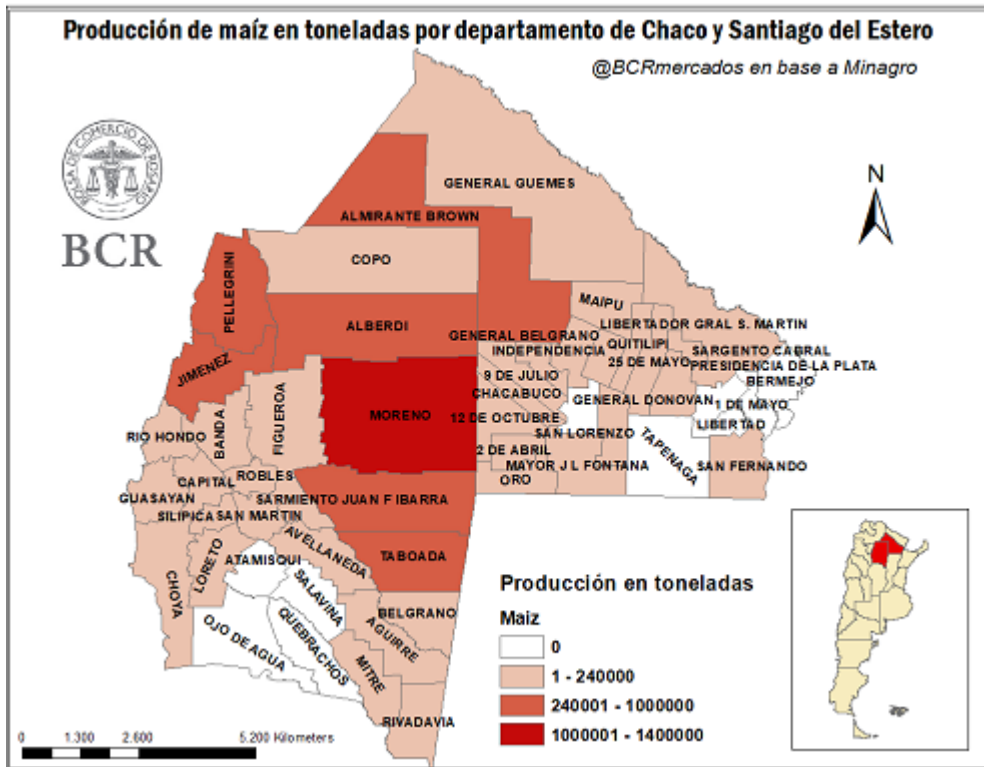 Producción de maíz en toneladas por departamento de Chaco y Santiago del Estero
@BCRmercados en base a Minagro
BOLSA DE COMERCIO DE ROSARIO
BCR
N
GENERAL GUEMES
ALMIRANTE BROWN
COPO
PELLEGRINI
MAIPU
ALBERDI
LIBERTADOR GRAL S. MARTIN
GENERAL BELGRANO
QUITILIPI
INDEPENDENCIA
SARGENTO CABRAL
25 DE MAYO
PRESIDENCIA DE LA PLATA
JIMENEZ
9 DE JULIO
BERMEJO
CHACABUCO
GENERAL DONOVAN
1 DE MAYO
FIGUEROA
MORENO
12 DE OCTUBRE
LIBERTAD
BANDA
RIO HONDO
SAN LORENZO
TAPENAGA
2 DE ABRIL
MAYOR J L FONTANA
SAN FERNANDO
ORO
ROBLES
CAPITAL
GUASAYAN
SARMIENTO
JUAN F IBARRA
SILIPICA
SAN MARTIN
AVELLANEDA
TABOADA
ATAMISQUI
LORETO
CHOYA
SALAVINA
BELGRANO
AGUIRRE
OJO DE AGUA
QUEBRACHOS
MITRE
RIVADAVIA
Producción en toneladas
Maiz
0
1 - 240000
240001 - 1000000
1000001 - 1400000
0 1.300 2.600 5.200 Kilometers